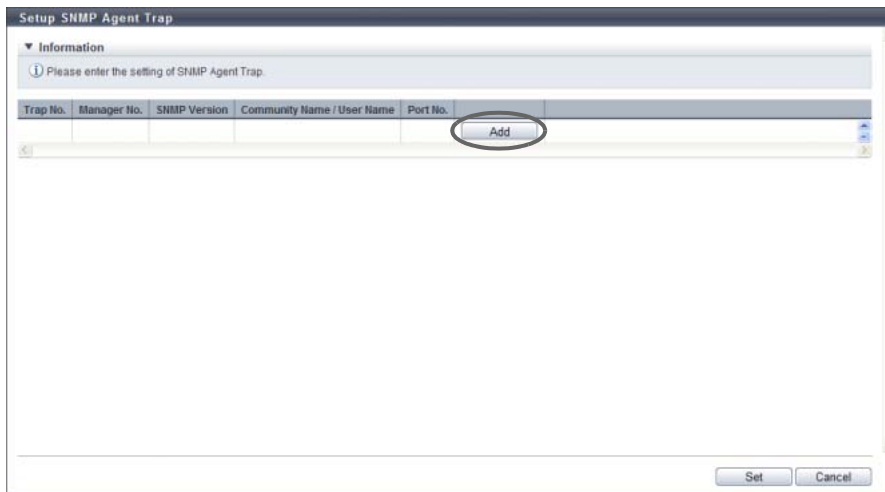 Setup SNMP Agent Trap
Information
Please enter the setting of SNMP Agent Trap.
Trap No. Manager No. SNMP Version Community Name / User Name Port No.
Add
Set Cancel